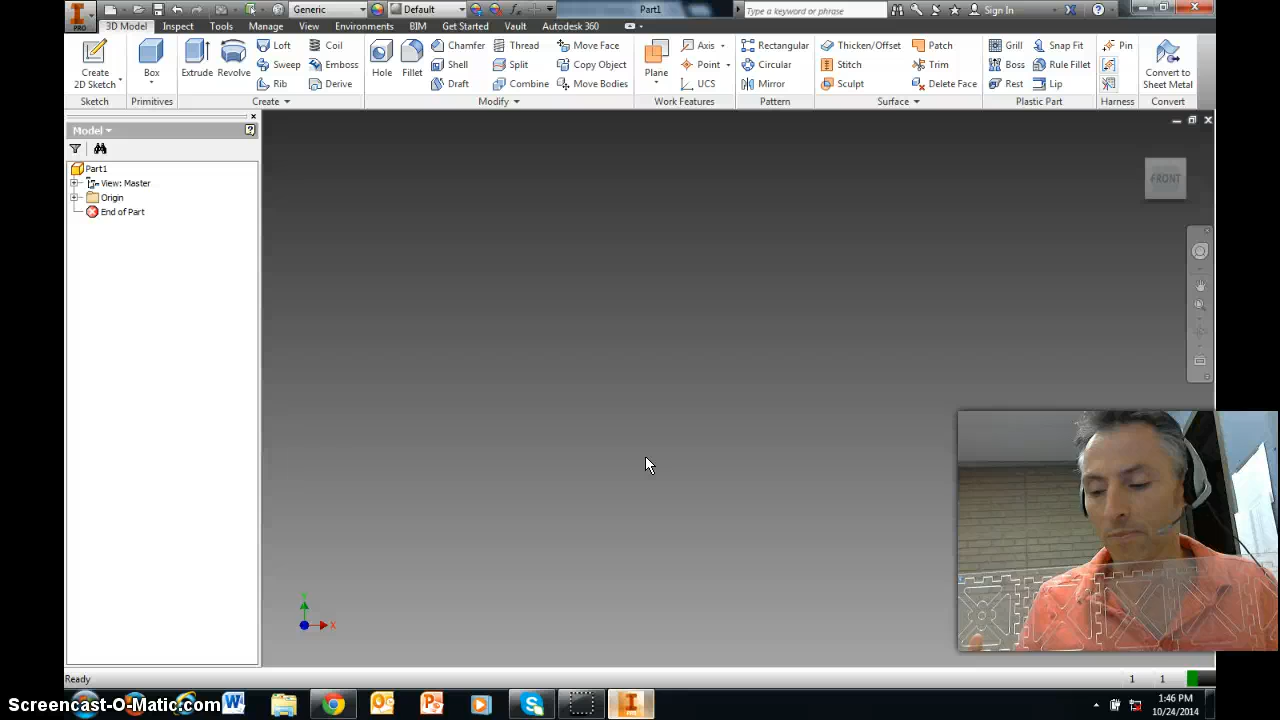 PRO Generic Default Part1 Type a keyword or phrase Sign In
3D Model Inspect Tools Manage View Environments BIM Get Started Vault Autodesk 360
Loft Coil Chamfer Thread Move Face Axis Rectangular Thicken/Offset Patch Grill Snap Fit Pin
Create 2D Sketch Box Extrude Revolve Sweep Emboss Hole Fillet Shell Split Copy Object Plane Point Circular Stitch Trim Boss Rule Fillet Convert to Sheet Metal
Rib Derive Draft Combine Move Bodies UCS Mirror Sculpt Delete Face Rest Lip
Sketch Primitives Create Modify Work Features Pattern Surface Plastic Part Harness Convert
Model
Part1
View: Master
Origin
End of Part
FRONT
Y
X
Ready 1 1
Screencast-O-Matic.com
1:46 PM
10/24/2014